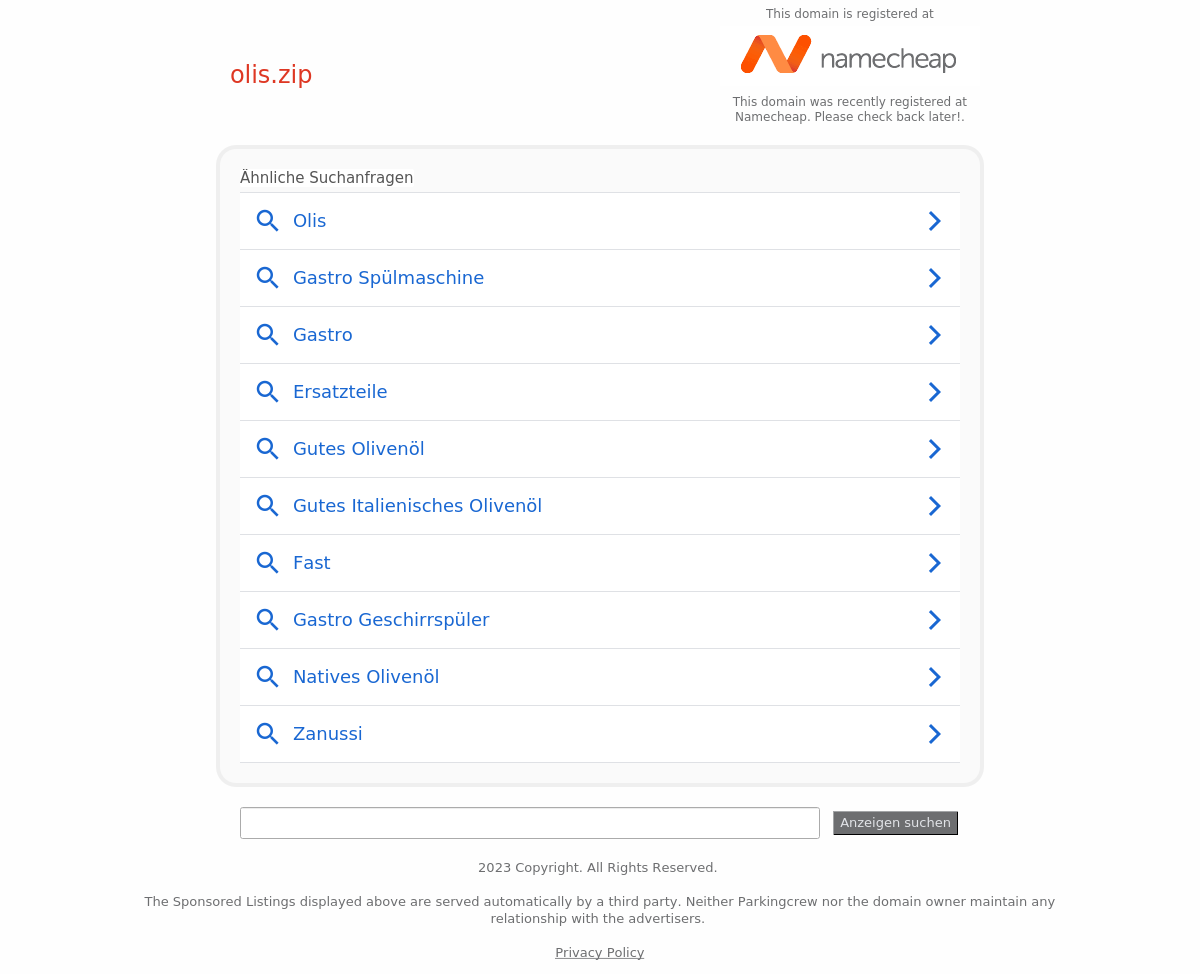 This domain is registered at
namecheap
olis.zip
This domain was recently registered at
Namecheap. Please check back later!.
Ähnliche Suchanfragen
Olis
Gastro Spülmaschine
Gastro
Ersatzteile
Gutes Olivenöl
Gutes Italienisches Olivenöl
Fast
Gastro Geschirrspüler
Natives Olivenöl
Zanussi
Anzeigen suchen
2023 Copyright. All Rights Reserved.
The Sponsored Listings displayed above are served automatically by a third party. Neither Parkingcrew nor the domain owner maintain any
relationship with the advertisers.
Privacy Policy